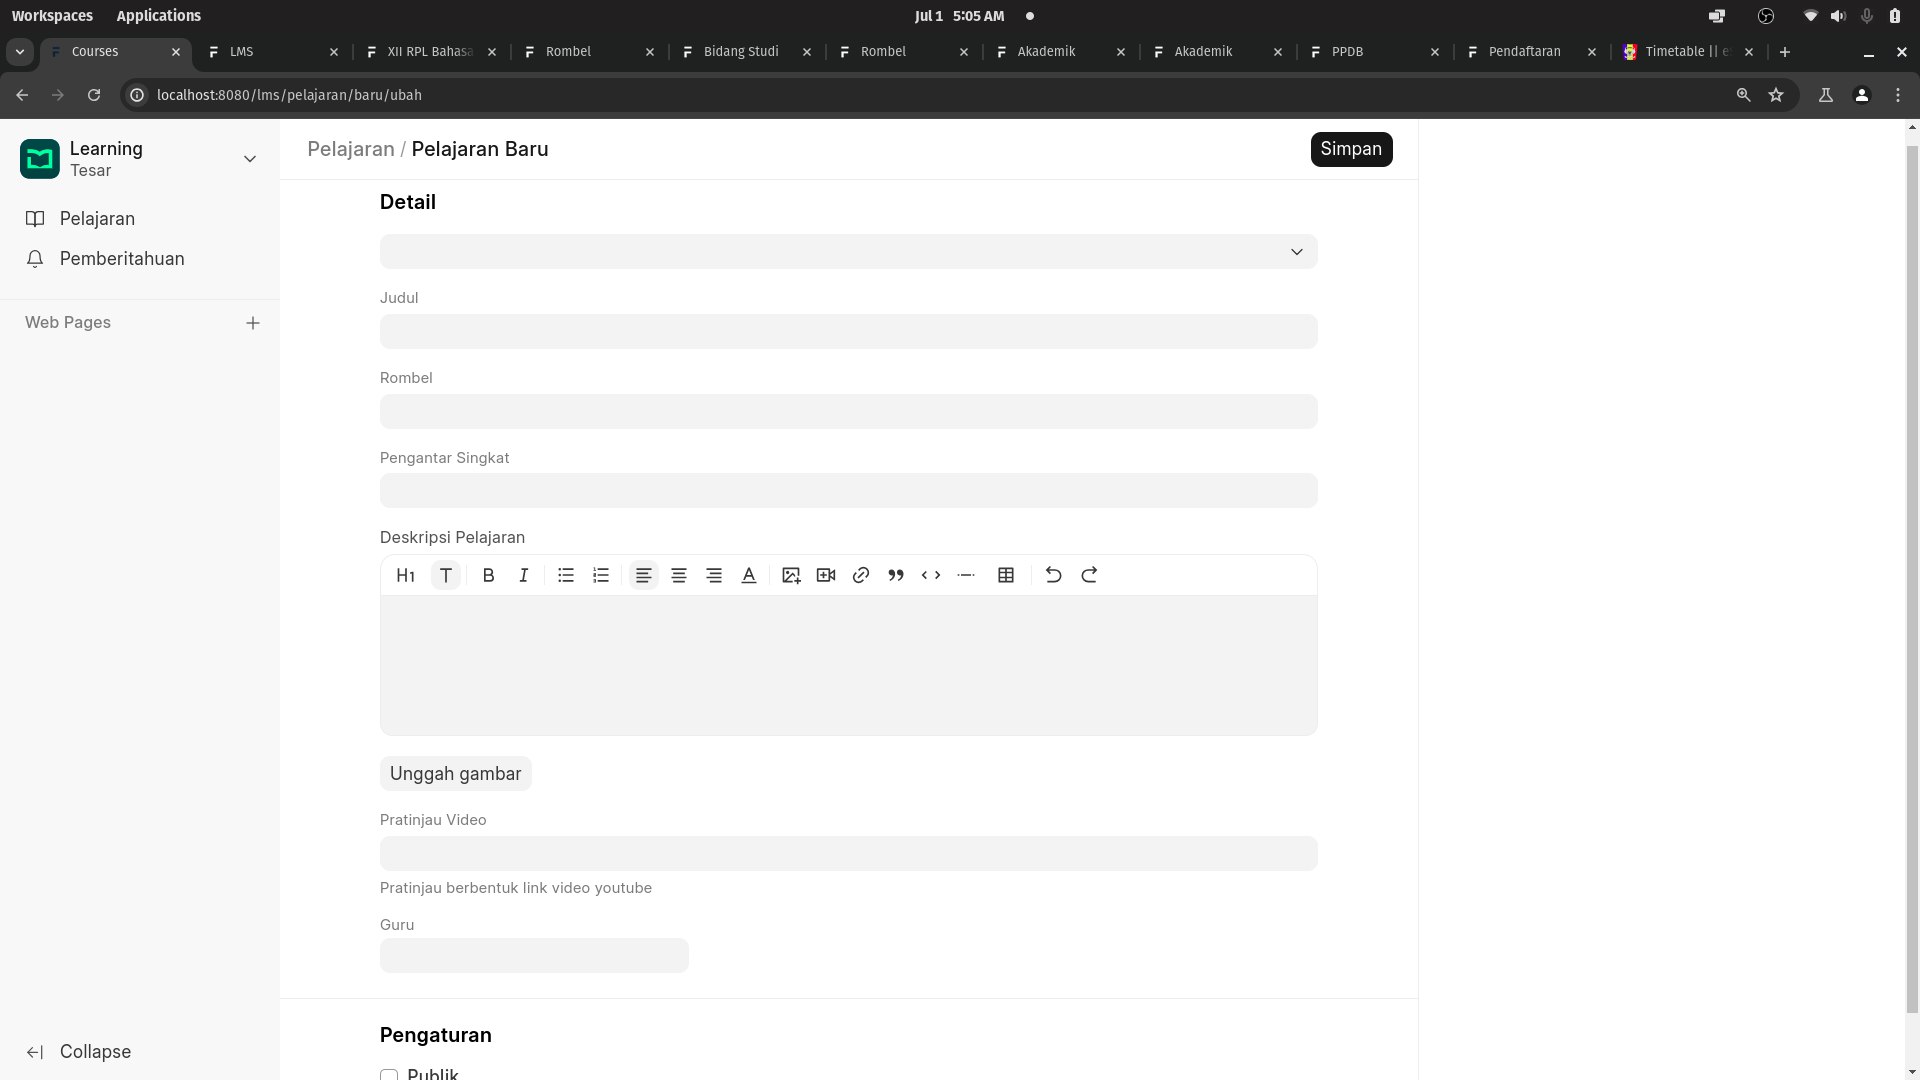 Workspaces Applications Jul 1 5:05 AM
Courses LMS XII RPL Bahasa Rombel Bidang Studi Rombel Akademik Akademik PPDB Pendaftaran Timetable || e
localhost:8080/lms/pelajaran/baru/ubah
Learning
Tesar
Pelajaran
Pemberitahuan
Web Pages
Collapse
Pelajaran / Pelajaran Baru
Simpan
Detail
Judul
Rombel
Pengantar Singkat
Deskripsi Pelajaran
H1 T B I A
Unggah gambar
Pratinjau Video
Pratinjau berbentuk link video youtube
Guru
Pengaturan
Publik